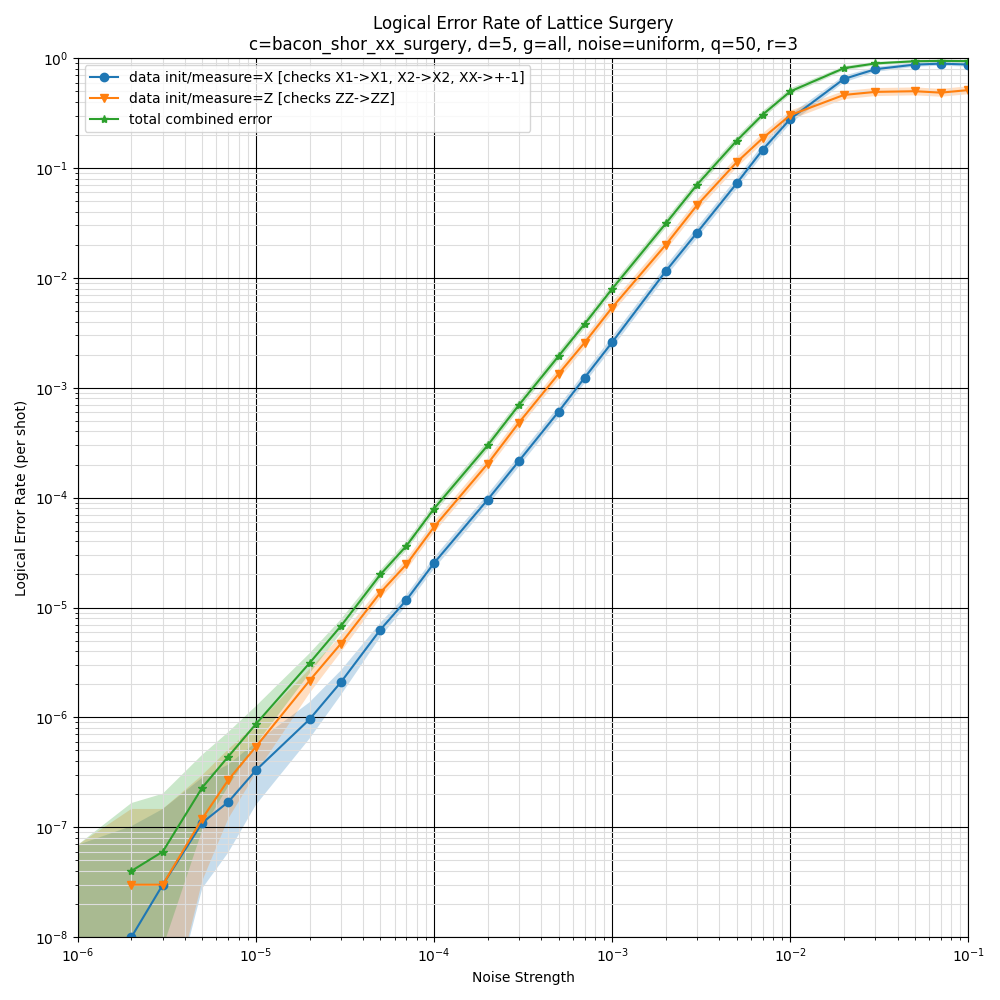 Logical Error Rate of Lattice Surgery
c=bacon_shor_xx_surgery, d=5, g=all, noise=uniform, q=50, r=3
data init/measure=X [checks X1->X1, X2->X2, XX->+-1]
data init/measure=Z [checks ZZ->ZZ]
total combined error
Logical Error Rate (per shot)
10⁰
10⁻¹
10⁻²
10⁻³
10⁻⁴
10⁻⁵
10⁻⁶
10⁻⁷
10⁻⁸
10⁻⁶ 10⁻⁵ 10⁻⁴ 10⁻³ 10⁻² 10⁻¹
Noise Strength